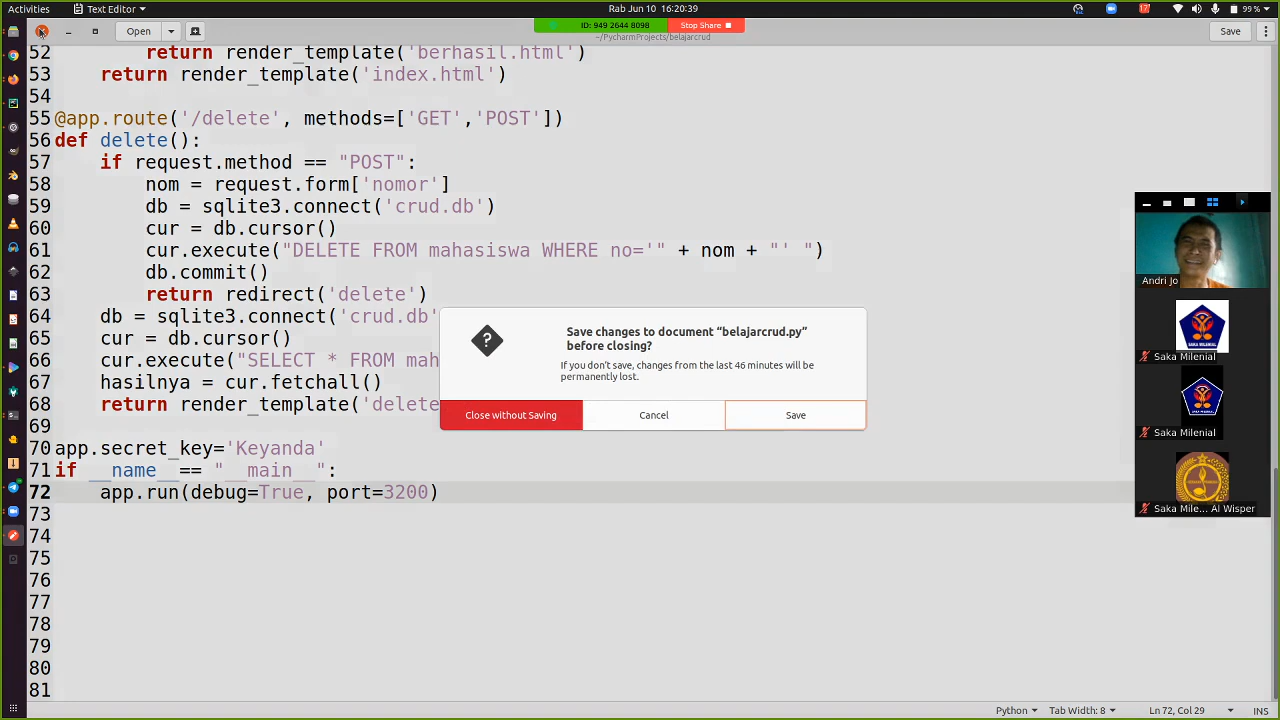 Activities
Text Editor
Rab Jun 10 16:20:39
17
99 %
ID: 949 2644 8098
Stop Share
Open
~/PycharmProjects/belajarcrud
Save
52 return render_template('berhasil.html')
53 return render_template('index.html')
54
55 @app.route('/delete', methods=['GET','POST'])
56 def delete():
57 if request.method == "POST":
58 nom = request.form['nomor']
59 db = sqlite3.connect('crud.db')
60 cur = db.cursor()
61 cur.execute("DELETE FROM mahasiswa WHERE no='" + nom + "' ")
62 db.commit()
63 return redirect('delete')
64 db = sqlite3.connect('crud.db'
65 cur = db.cursor()
66 cur.execute("SELECT * FROM mah
67 hasilnya = cur.fetchall()
68 return render_template('delete
69
70 app.secret_key='Keyanda'
71 if __name__ == "__main__":
72 app.run(debug=True, port=3200)
73
74
75
76
77
78
79
80
81
Save changes to document “belajarcrud.py”
before closing?
If you don't save, changes from the last 46 minutes will be
permanently lost.
Close without Saving
Cancel
Save
Andri Jo
Saka Milenial
Saka Milenial
Saka Mile... Al Wisper
Python
Tab Width: 8
Ln 72, Col 29
INS